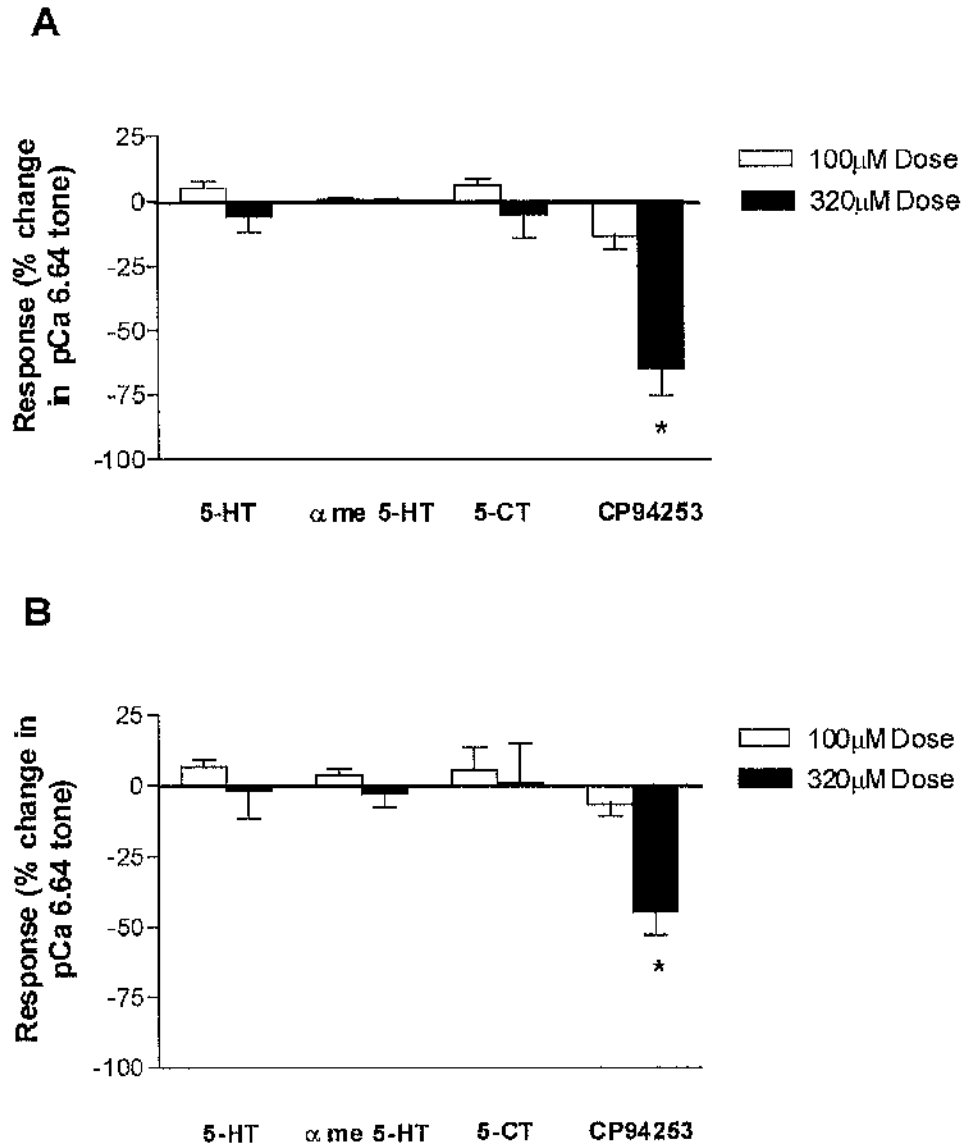 A
Response (% change
in pCa 6.64 tone)
25
0
-25
-50
-75
-100
100µM Dose
320µM Dose
*
5-HT
α me 5-HT
5-CT
CP94253
B
Response (% change in
pCa 6.64 tone)
25
0
-25
-50
-75
-100
100µM Dose
320µM Dose
*
5-HT
α me 5-HT
5-CT
CP94253